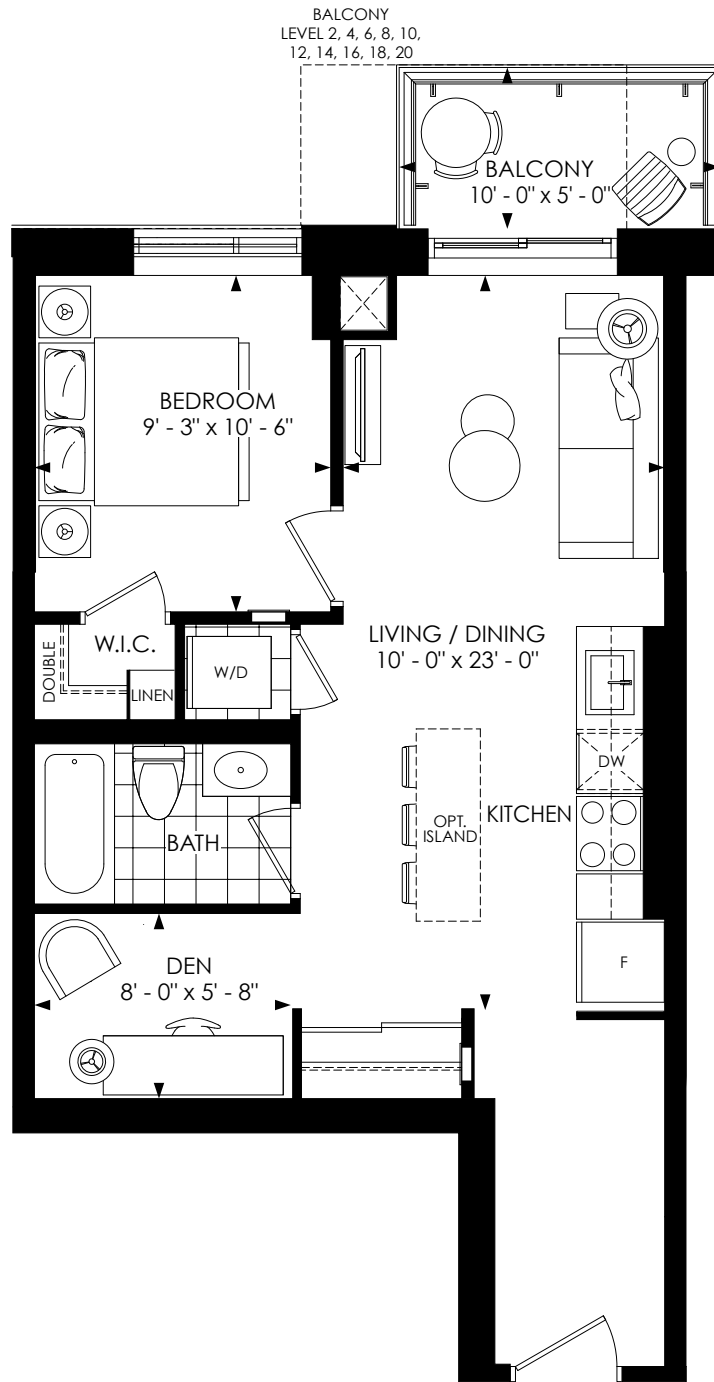 BALCONY
LEVEL 2, 4, 6, 8, 10,
12, 14, 16, 18, 20
BALCONY
10' - 0" x 5' - 0"
BEDROOM
9' - 3" x 10' - 6"
LIVING / DINING
10' - 0" x 23' - 0"
W.I.C.
DOUBLE
LINEN
W/D
DW
KITCHEN
OPT.
ISLAND
BATH
F
DEN
8' - 0" x 5' - 8"